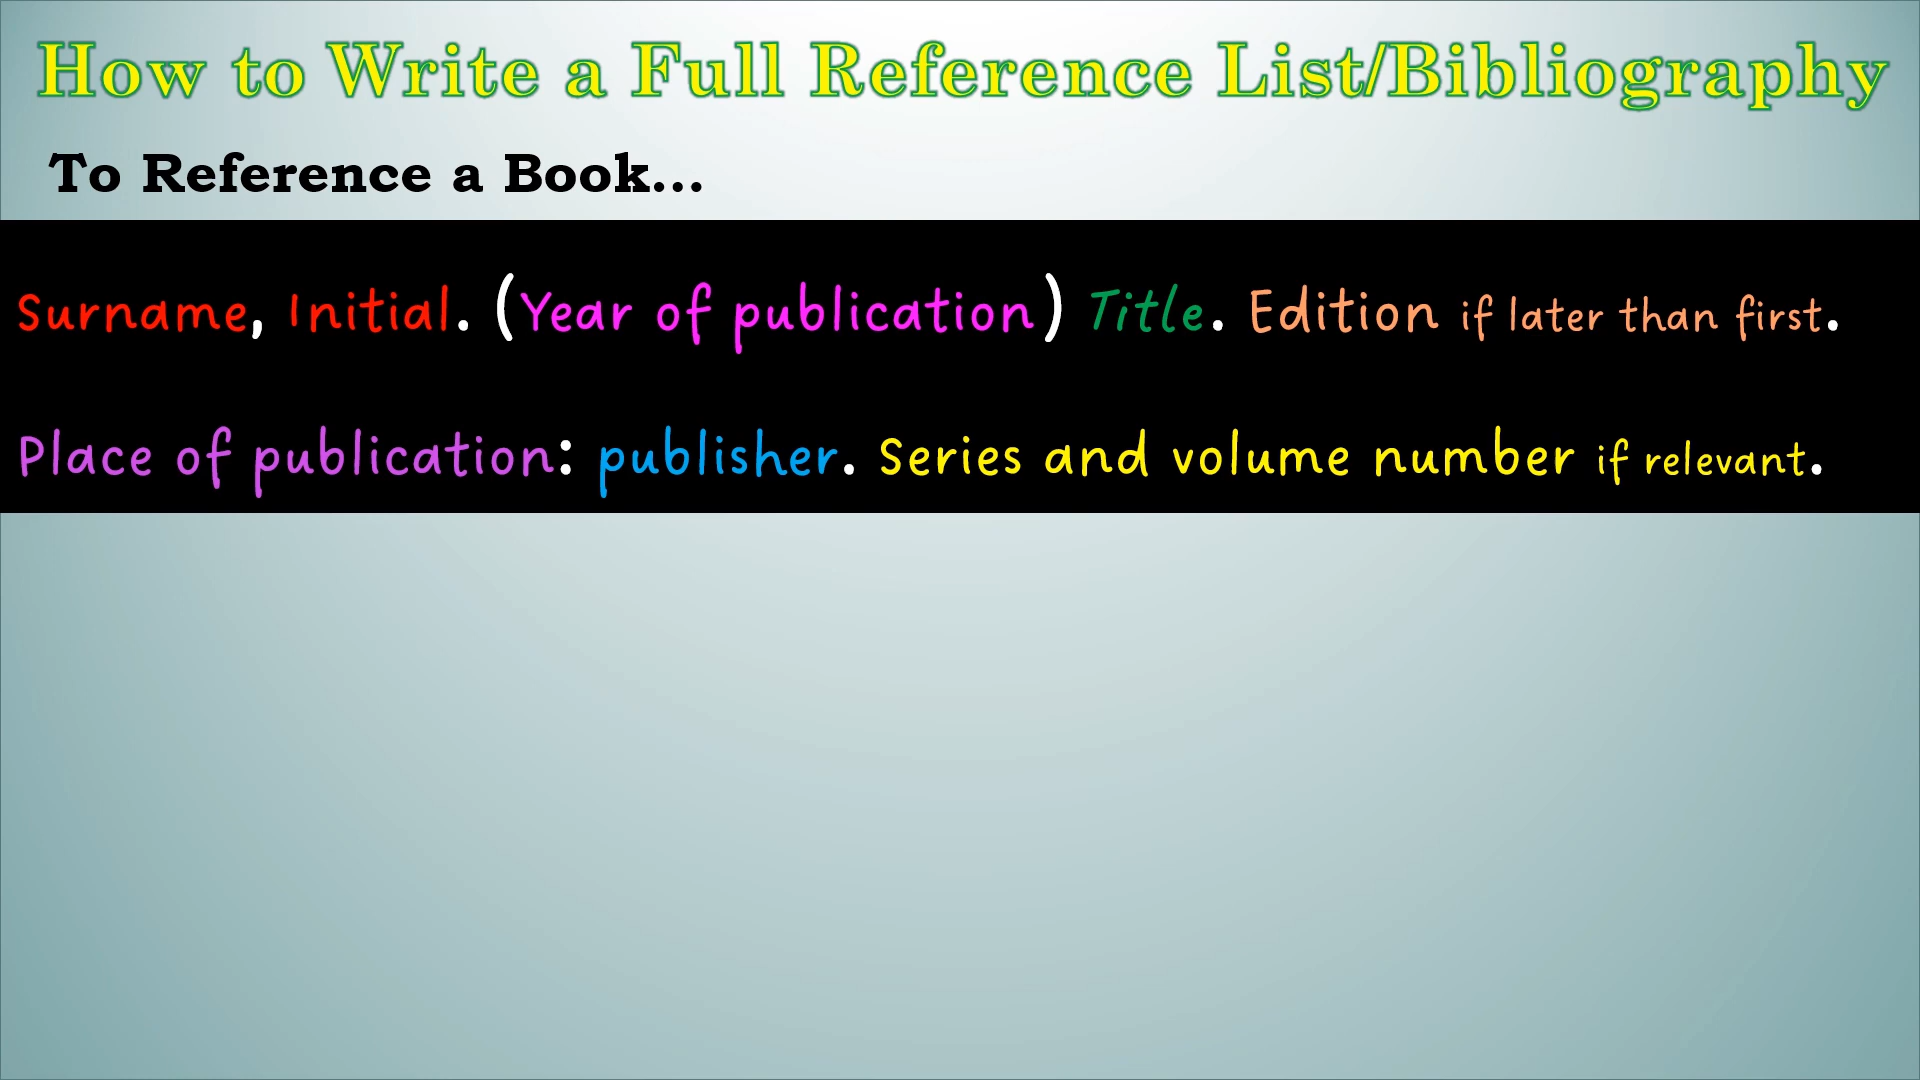 How to Write a Full Reference List/Bibliography
To Reference a Book...
Surname, Initial. (Year of publication) Title. Edition if later than first.
Place of publication: publisher. Series and volume number if relevant.